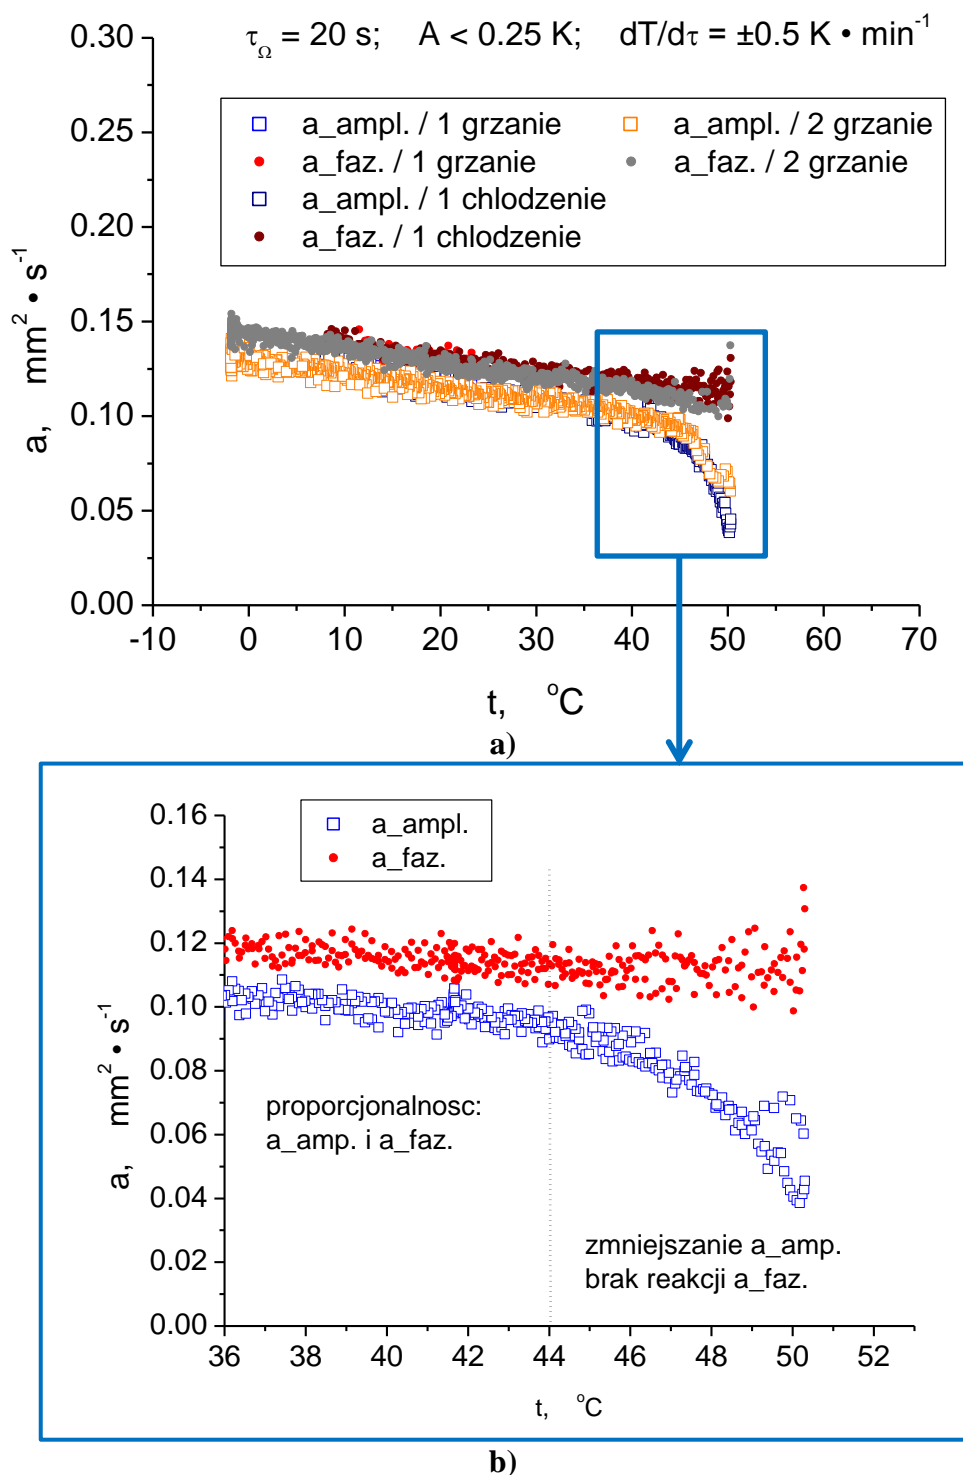 τ_Ω = 20 s; A < 0.25 K; dT/dτ = ±0.5 K • min⁻¹
a_ampl. / 1 grzanie
a_faz. / 1 grzanie
a_ampl. / 1 chlodzenie
a_faz. / 1 chlodzenie
a_ampl. / 2 grzanie
a_faz. / 2 grzanie
0.30
0.25
0.20
0.15
0.10
0.05
0.00
a, mm² • s⁻¹
-10 0 10 20 30 40 50 60 70
t, °C
a)
a_ampl.
a_faz.
0.16
0.14
0.12
0.10
0.08
0.06
0.04
0.02
0.00
a, mm² • s⁻¹
proporcjonalnosc:
a_amp. i a_faz.
zmniejszanie a_amp.
brak reakcji a_faz.
36 38 40 42 44 46 48 50 52
t, °C
b)